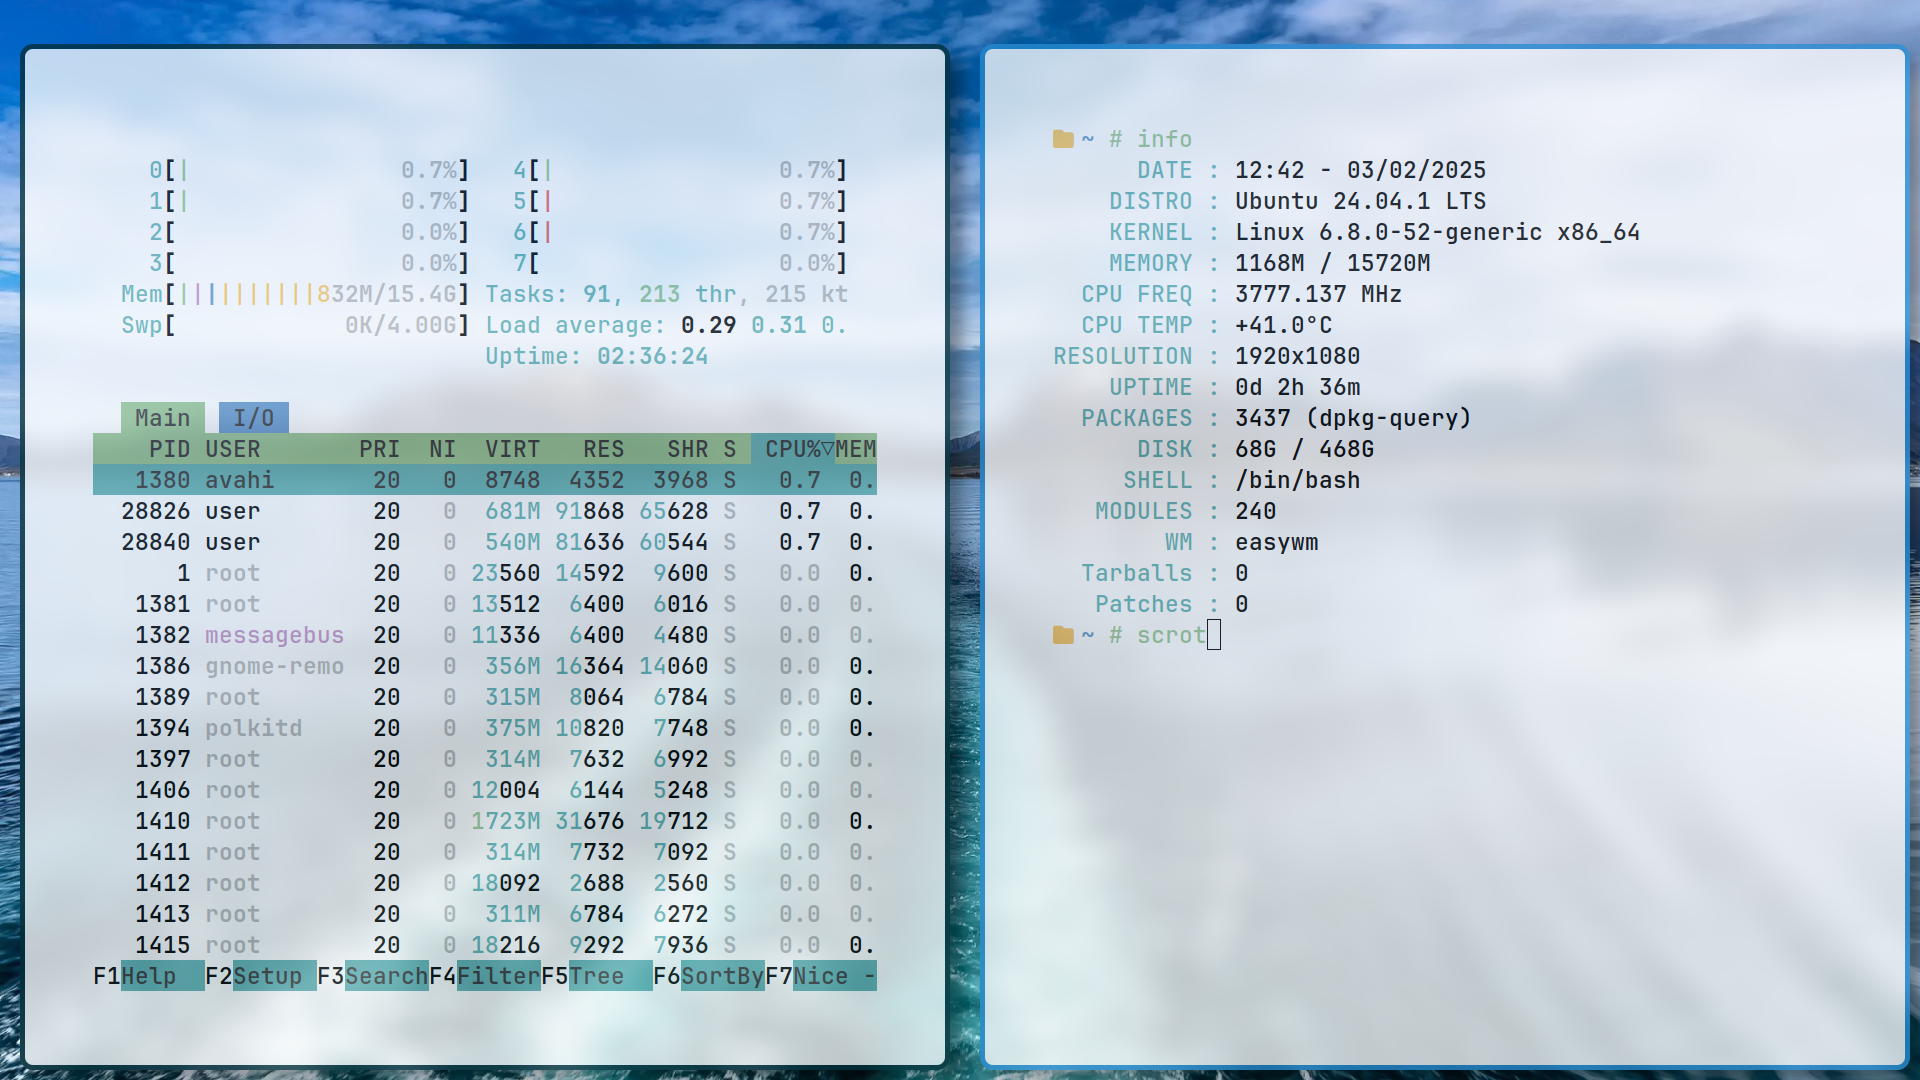 0[| 0.7%] 4[| 0.7%]
1[| 0.7%] 5[| 0.7%]
2[ 0.0%] 6[| 0.7%]
3[ 0.0%] 7[ 0.0%]
Mem[||||||||||832M/15.4G] Tasks: 91, 213 thr, 215 kt
Swp[ 0K/4.00G] Load average: 0.29 0.31 0.
Uptime: 02:36:24
Main I/O
PID USER PRI NI VIRT RES SHR S CPU%▽MEM
1380 avahi 20 0 8748 4352 3968 S 0.7 0.
28826 user 20 0 681M 91868 65628 S 0.7 0.
28840 user 20 0 540M 81636 60544 S 0.7 0.
1 root 20 0 23560 14592 9600 S 0.0 0.
1381 root 20 0 13512 6400 6016 S 0.0 0.
1382 messagebus 20 0 11336 6400 4480 S 0.0 0.
1386 gnome-remo 20 0 356M 16364 14060 S 0.0 0.
1389 root 20 0 315M 8064 6784 S 0.0 0.
1394 polkitd 20 0 375M 10820 7748 S 0.0 0.
1397 root 20 0 314M 7632 6992 S 0.0 0.
1406 root 20 0 12004 6144 5248 S 0.0 0.
1410 root 20 0 1723M 31676 19712 S 0.0 0.
1411 root 20 0 314M 7732 7092 S 0.0 0.
1412 root 20 0 18092 2688 2560 S 0.0 0.
1413 root 20 0 311M 6784 6272 S 0.0 0.
1415 root 20 0 18216 9292 7936 S 0.0 0.
F1Help F2Setup F3SearchF4FilterF5Tree F6SortByF7Nice -
~ # info
DATE : 12:42 - 03/02/2025
DISTRO : Ubuntu 24.04.1 LTS
KERNEL : Linux 6.8.0-52-generic x86_64
MEMORY : 1168M / 15720M
CPU FREQ : 3777.137 MHz
CPU TEMP : +41.0°C
RESOLUTION : 1920x1080
UPTIME : 0d 2h 36m
PACKAGES : 3437 (dpkg-query)
DISK : 68G / 468G
SHELL : /bin/bash
MODULES : 240
WM : easywm
Tarballs : 0
Patches : 0
~ # scrot